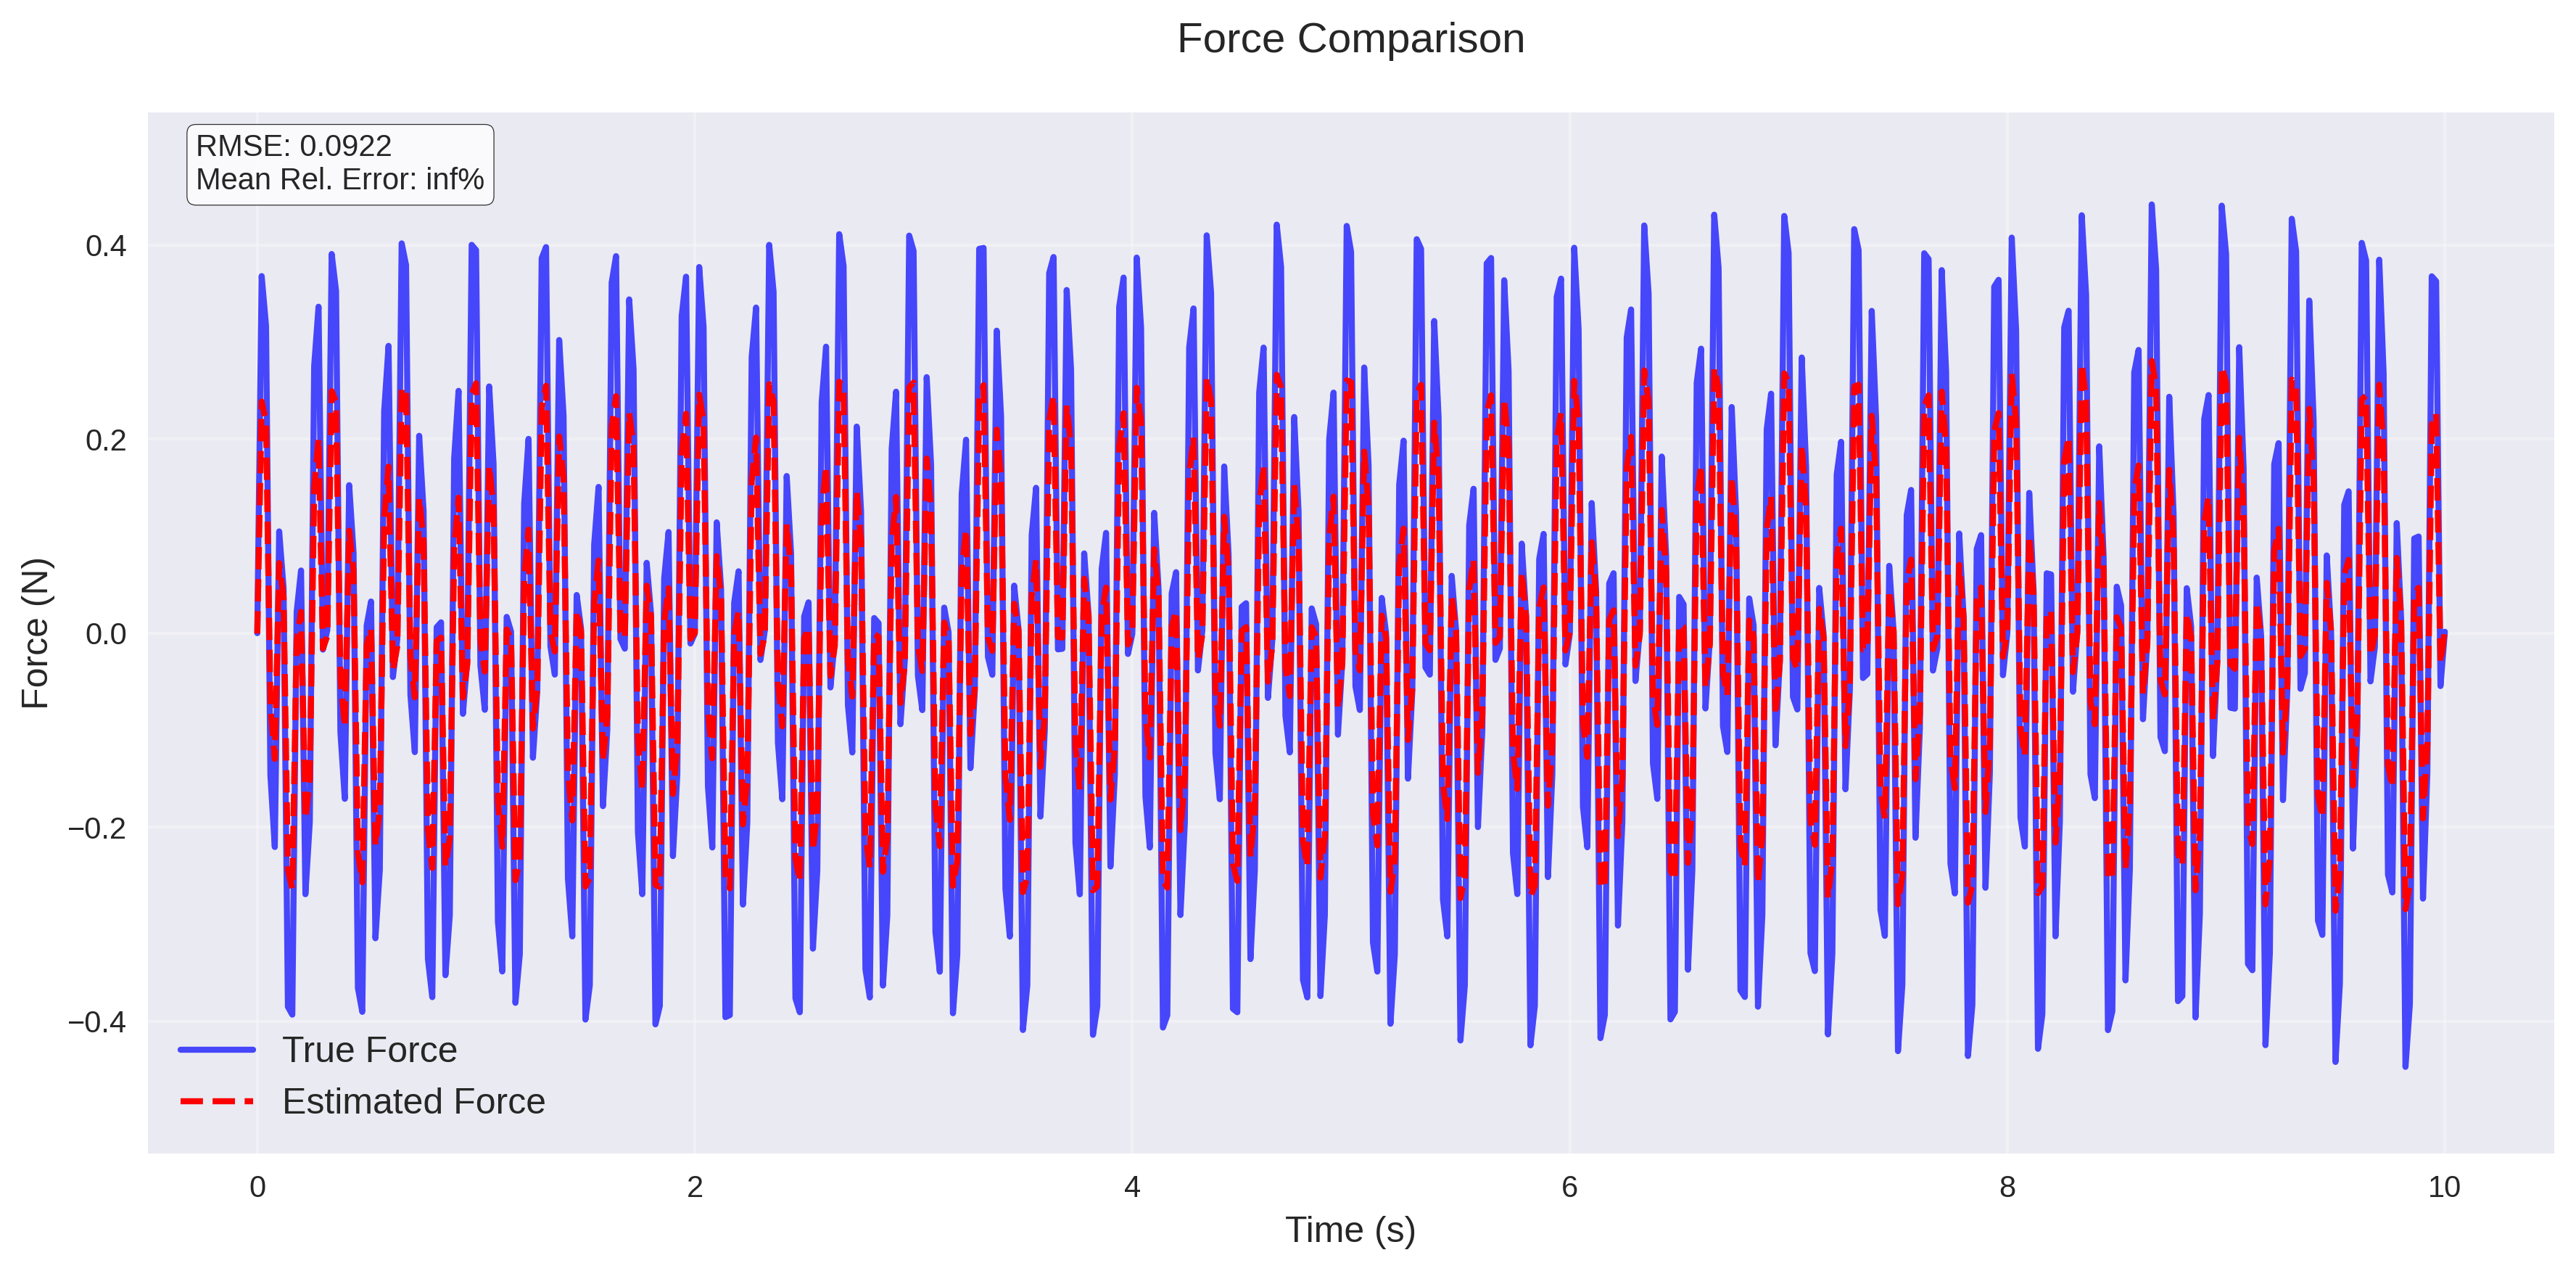 Force Comparison
RMSE: 0.0922
Mean Rel. Error: inf%
0.4
0.2
0.0
−0.2
−0.4
Force (N)
True Force
Estimated Force
0 2 4 6 8 10
Time (s)